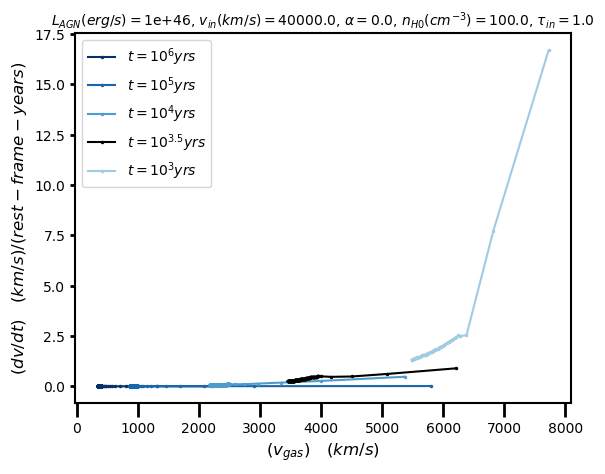 L_AGN(erg/s) = 1e+46, v_in(km/s) = 40000.0, α = 0.0, n_H0(cm^−3) = 100.0, τ_in = 1.0
17.5
15.0
12.5
10.0
7.5
5.0
2.5
0.0
(dv/dt) (km/s)/(rest − frame − years)
t = 10^6 yrs
t = 10^5 yrs
t = 10^4 yrs
t = 10^3.5 yrs
t = 10^3 yrs
0 1000 2000 3000 4000 5000 6000 7000 8000
(v_gas) (km/s)